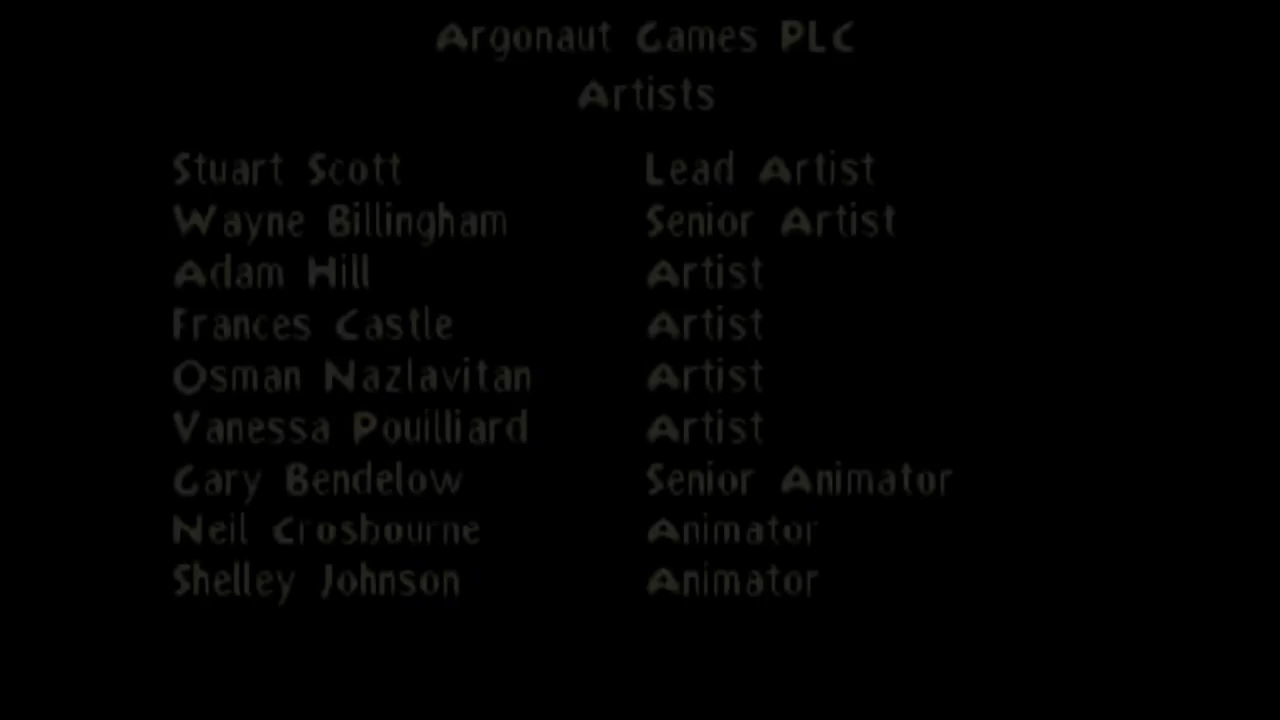 Argonaut Games PLC
Artists
Stuart Scott Lead Artist
Wayne Billingham Senior Artist
Adam Hill Artist
Frances Castle Artist
Osman Nazlavitan Artist
Vanessa Pouilliard Artist
Gary Bendelow Senior Animator
Neil Crosbourne Animator
Shelley Johnson Animator